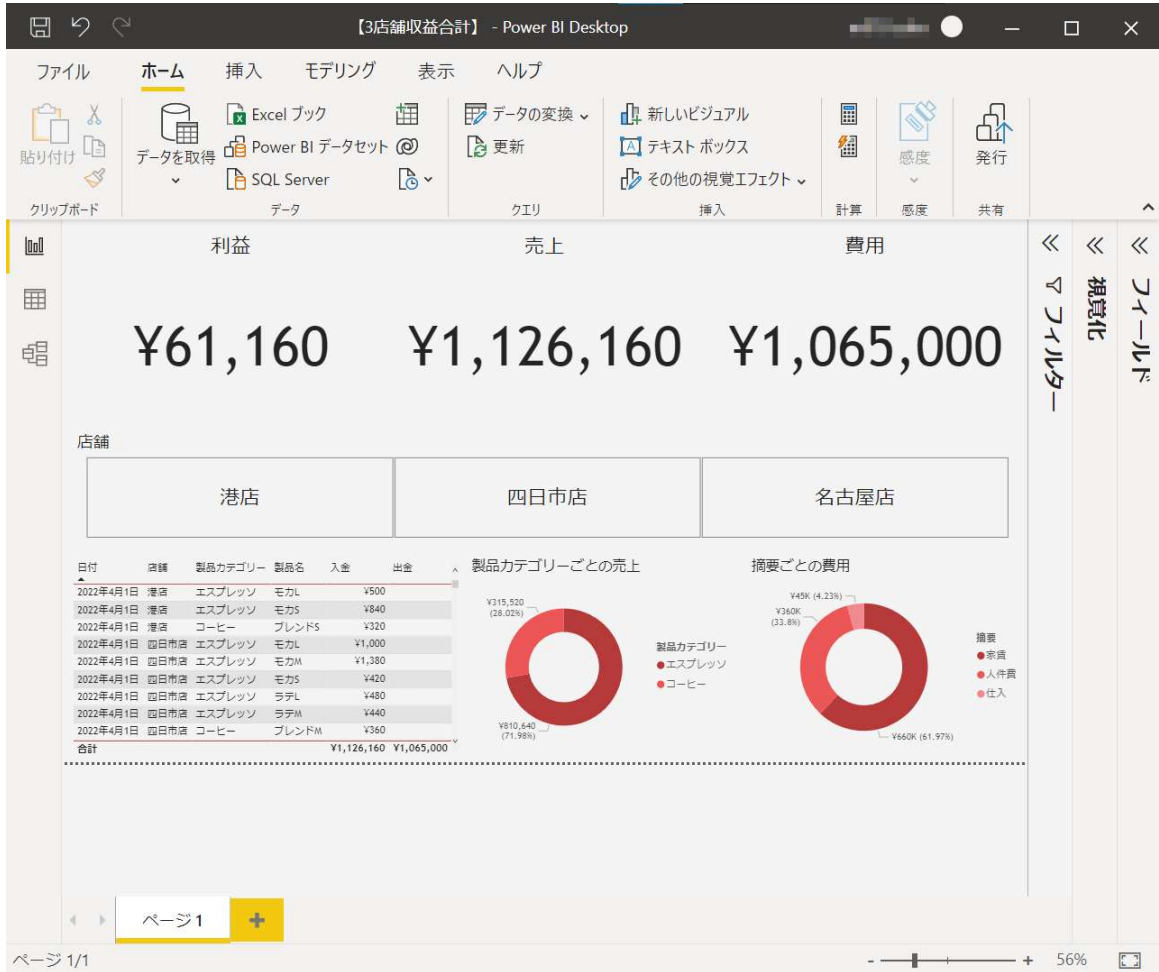 【3店舗収益合計】 - Power BI Desktop
ファイル ホーム 挿入 モデリング 表示 ヘルプ
貼り付け
クリップボード
データを取得
Excel ブック
Power BI データセット
SQL Server
データ
データの変換
更新
クエリ
新しいビジュアル
テキスト ボックス
その他の視覚エフェクト
挿入
計算
感度
感度
発行
共有
利益 売上 費用
¥61,160 ¥1,126,160 ¥1,065,000
店舗
港店 四日市店 名古屋店
日付 店舗 製品カテゴリー 製品名 入金 出金
2022年4月1日 港店 エスプレッソ モカL ¥500
2022年4月1日 港店 エスプレッソ モカS ¥840
2022年4月1日 港店 コーヒー ブレンドS ¥320
2022年4月1日 四日市店 エスプレッソ モカL ¥1,000
2022年4月1日 四日市店 エスプレッソ モカM ¥1,380
2022年4月1日 四日市店 エスプレッソ モカS ¥420
2022年4月1日 四日市店 エスプレッソ ラテL ¥480
2022年4月1日 四日市店 エスプレッソ ラテM ¥440
2022年4月1日 四日市店 コーヒー ブレンドM ¥360
合計 ¥1,126,160 ¥1,065,000
製品カテゴリーごとの売上
¥315,520
(28.02%)
¥810,640
(71.98%)
製品カテゴリー
エスプレッソ
コーヒー
摘要ごとの費用
¥45K (4.23%)
¥360K
(33.8%)
¥660K (61.97%)
摘要
家賃
人件費
仕入
フィルター
視覚化
フィールド
ページ 1
ページ 1/1
56%